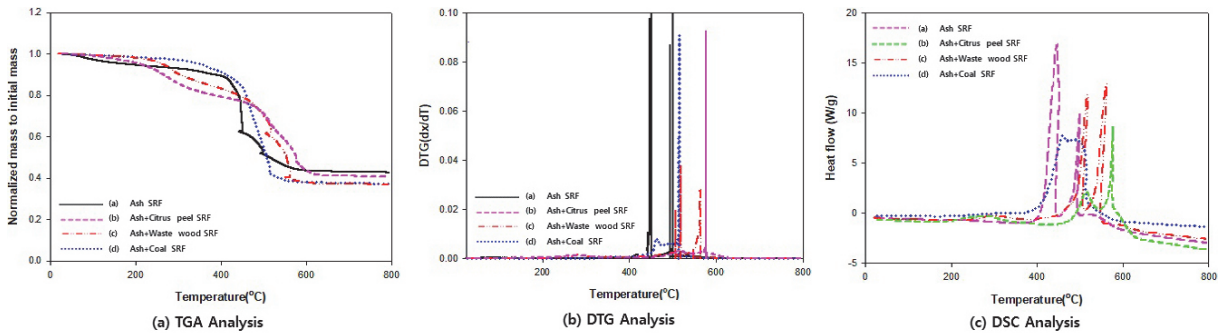 1.2
1.0
0.8
0.6
0.4
0.2
0.0
Normalized mass to initial mass
(a) Ash SRF
(b) Ash+Citrus peel SRF
(c) Ash+Waste wood SRF
(d) Ash+Coal SRF
0 200 400 600 800
Temperature(°C)
(a) TGA Analysis
0.10
0.08
0.06
0.04
0.02
0.00
DTG(dx/dT)
(a) Ash SRF
(b) Ash+Citrus peel SRF
(c) Ash+Waste wood SRF
(d) Ash+Coal SRF
200 400 600 800
Temperature(°C)
(b) DTG Analysis
20
15
10
5
0
-5
Heat flow (W/g)
(a) Ash SRF
(b) Ash+Citrus peel SRF
(c) Ash+Waste wood SRF
(d) Ash+Coal SRF
0 200 400 600 800
Temperature(°C)
(c) DSC Analysis